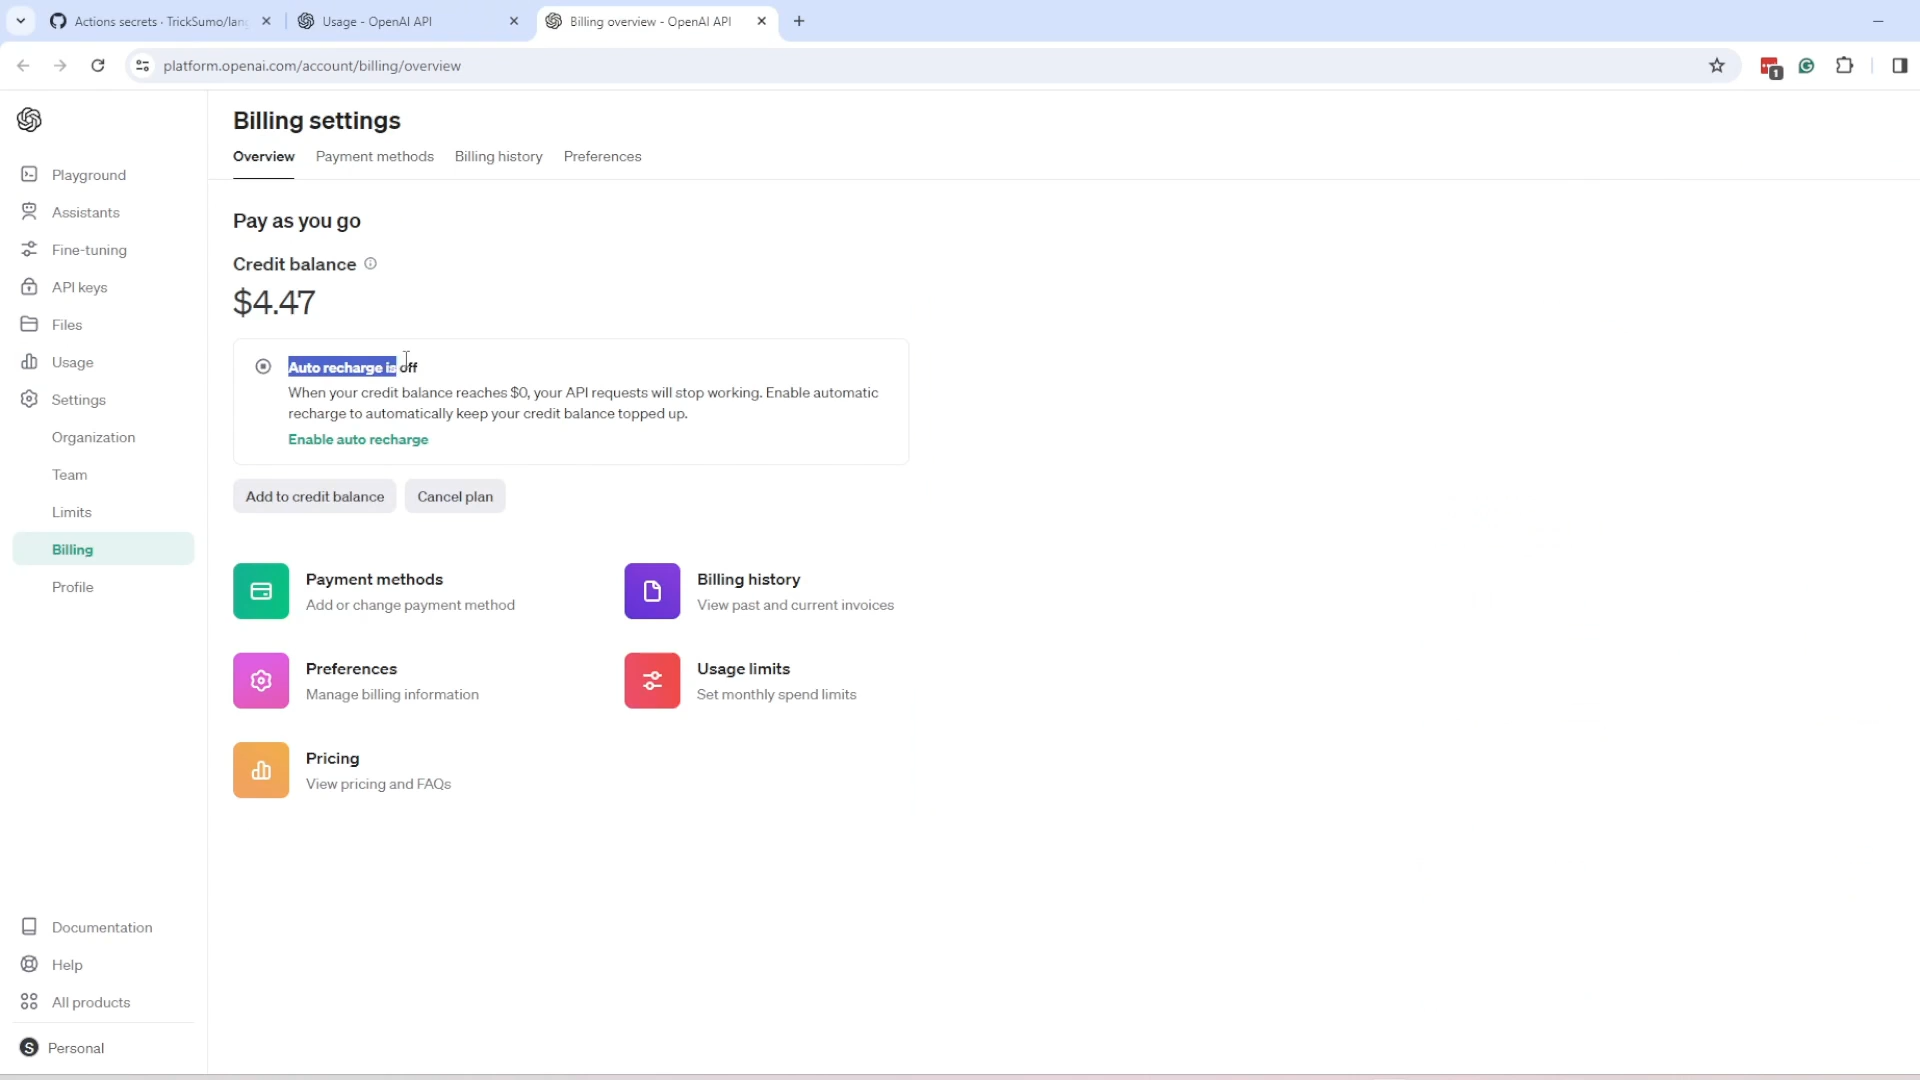 Actions secrets · TrickSumo/lang
Usage - OpenAI API
Billing overview - OpenAI API
platform.openai.com/account/billing/overview
1
Billing settings
Overview
Payment methods
Billing history
Preferences
Playground
Assistants
Fine-tuning
API keys
Files
Usage
Settings
Organization
Team
Limits
Billing
Profile
Pay as you go
Credit balance
$4.47
Auto recharge is off
When your credit balance reaches $0, your API requests will stop working. Enable automatic
recharge to automatically keep your credit balance topped up.
Enable auto recharge
Add to credit balance
Cancel plan
Payment methods
Add or change payment method
Billing history
View past and current invoices
Preferences
Manage billing information
Usage limits
Set monthly spend limits
Pricing
View pricing and FAQs
Documentation
Help
All products
S
Personal